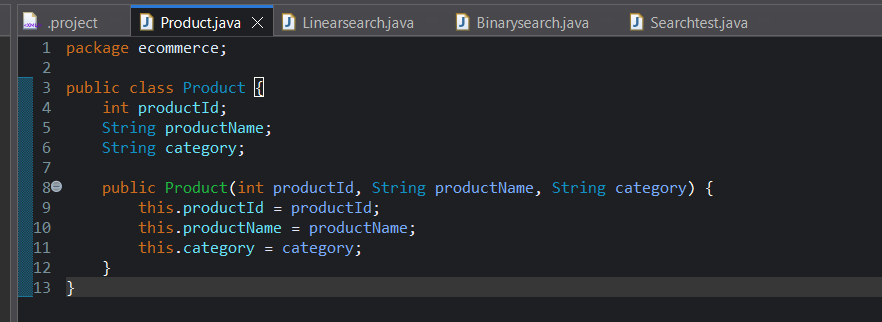 .project Product.java Linearsearch.java Binarysearch.java Searchtest.java
1 package ecommerce;
2
3 public class Product {
4     int productId;
5     String productName;
6     String category;
7
8     public Product(int productId, String productName, String category) {
9         this.productId = productId;
10         this.productName = productName;
11         this.category = category;
12     }
13 }